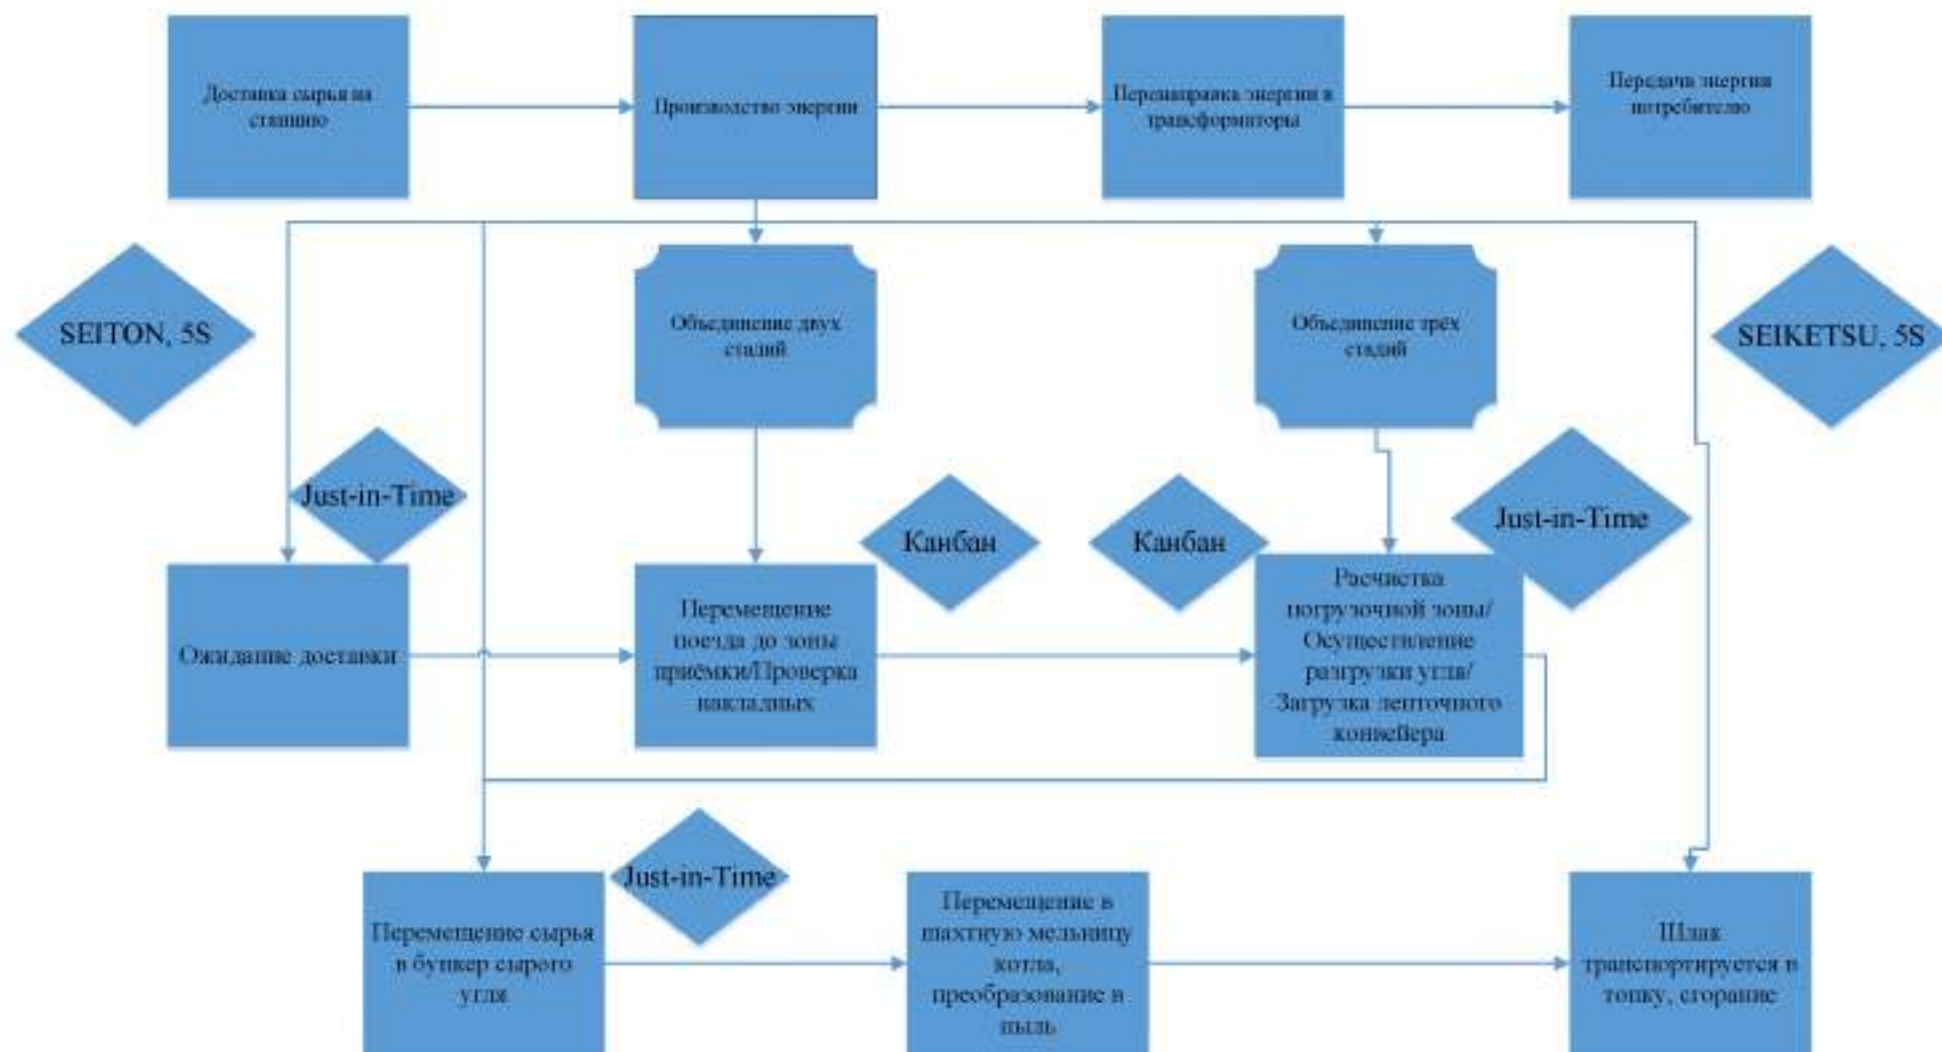 Доставка сырья на
станцию
Производство энергии
Перенаправка энергии в
трансформаторы
Передача энергии
потребителю
SEITON, 5S
Объединение двух
стадий
Объединение трёх
стадий
SEIKETSU, 5S
Just-in-Time
Канбан
Канбан
Just-in-Time
Ожидание доставки
Перемещение
поезда до зоны
приёмки/Проверка
накладных
Расчистка
погрузочной зоны/
Осуществление
разгрузки угля/
Загрузка ленточного
конвейера
Just-in-Time
Перемещение сырья
в бункер сырого
угля
Перемещение в
шахтную мельницу
котла,
преобразование в
пыль
Шлак
транспортируется в
топку, сгорание